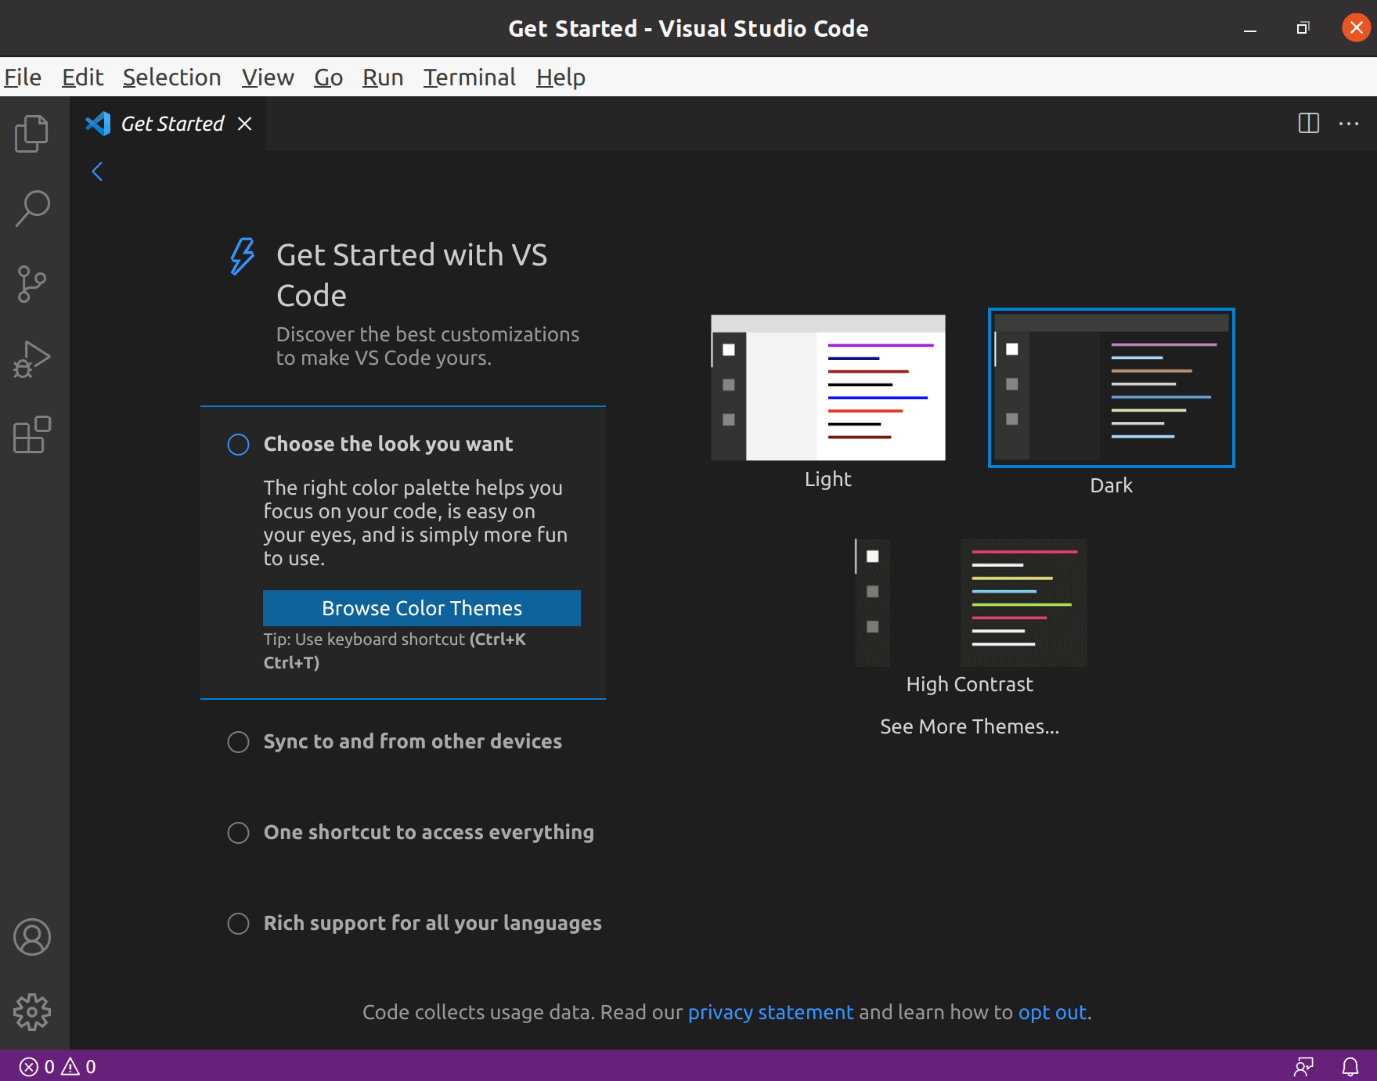 Get Started - Visual Studio Code
File Edit Selection View Go Run Terminal Help
Get Started
Get Started with VS
Code
Discover the best customizations
to make VS Code yours.
Choose the look you want
The right color palette helps you
focus on your code, is easy on
your eyes, and is simply more fun
to use.
Browse Color Themes
Tip: Use keyboard shortcut (Ctrl+K
Ctrl+T)
Sync to and from other devices
One shortcut to access everything
Rich support for all your languages
Light
Dark
High Contrast
See More Themes...
Code collects usage data. Read our privacy statement and learn how to opt out.
0 0